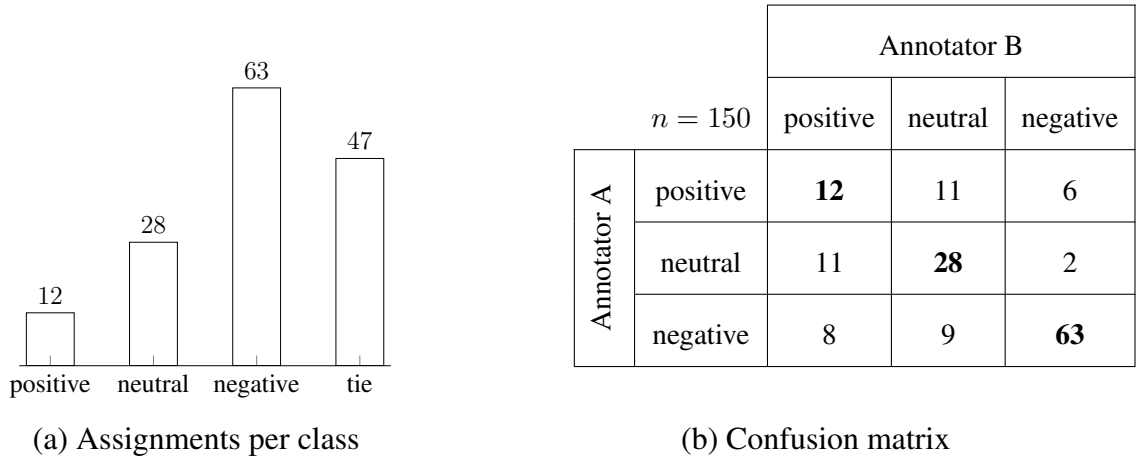 63
47
28
12
positive neutral negative tie
(a) Assignments per class
Annotator B
n = 150 positive neutral negative
Annotator A
positive 12 11 6
neutral 11 28 2
negative 8 9 63
(b) Confusion matrix